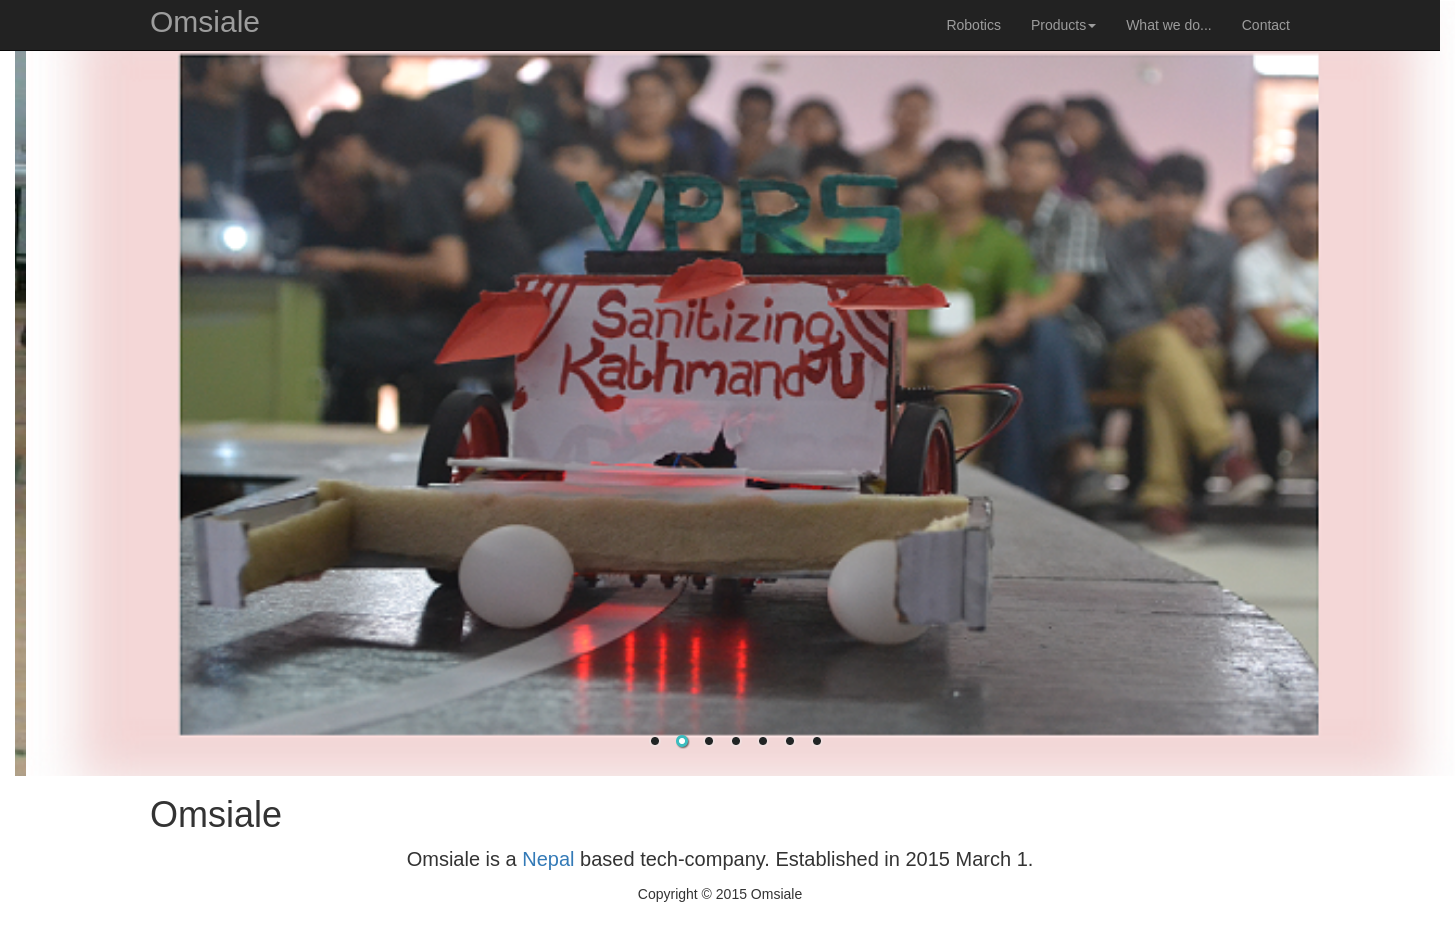 Omsiale
Robotics Products What we do... Contact
VPRS
Sanitizing
Kathmandu
Omsiale
Omsiale is a Nepal based tech-company. Established in 2015 March 1.
Copyright © 2015 Omsiale